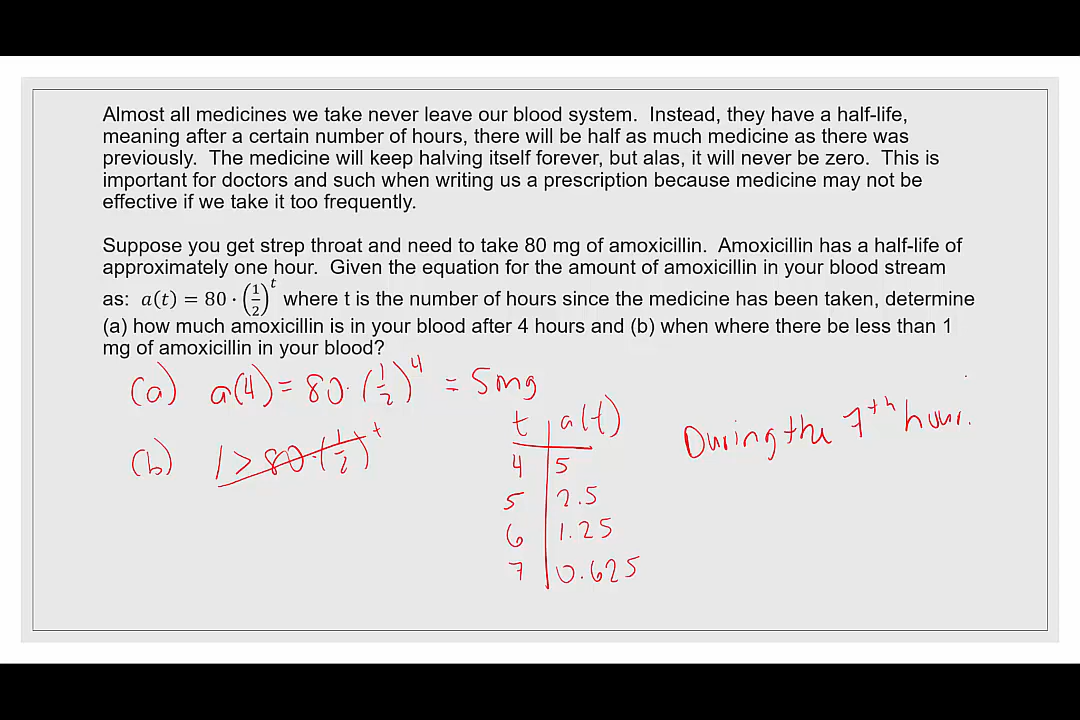 Almost all medicines we take never leave our blood system. Instead, they have a half-life,
meaning after a certain number of hours, there will be half as much medicine as there was
previously. The medicine will keep halving itself forever, but alas, it will never be zero. This is
important for doctors and such when writing us a prescription because medicine may not be
effective if we take it too frequently.
Suppose you get strep throat and need to take 80 mg of amoxicillin. Amoxicillin has a half-life of
approximately one hour. Given the equation for the amount of amoxicillin in your blood stream
as: a(t) = 80 · (1/2)^t where t is the number of hours since the medicine has been taken, determine
(a) how much amoxicillin is in your blood after 4 hours and (b) when where there be less than 1
mg of amoxicillin in your blood?
(a) a(4) = 80 · (1/2)^4 = 5mg
(b) 1 > 80 · (1/2)^t
t a(t)
4 5
5 2.5
6 1.25
7 0.625
During the 7th hour.